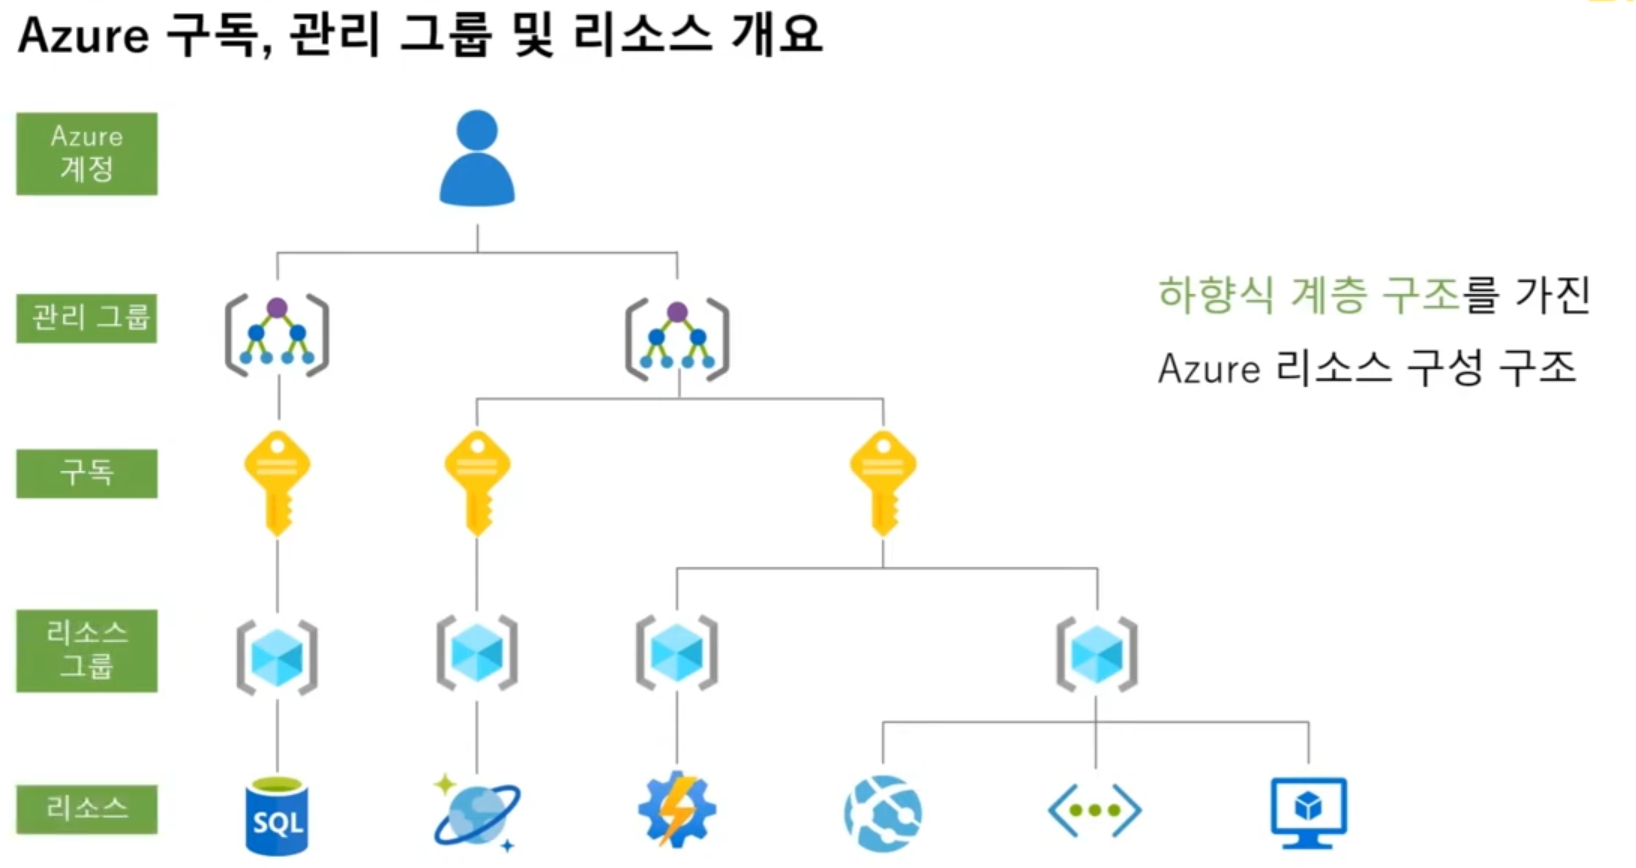 Azure 구독, 관리 그룹 및 리소스 개요
Azure
계정
관리 그룹
하향식 계층 구조를 가진
Azure 리소스 구성 구조
구독
리소스
그룹
리소스
SQL